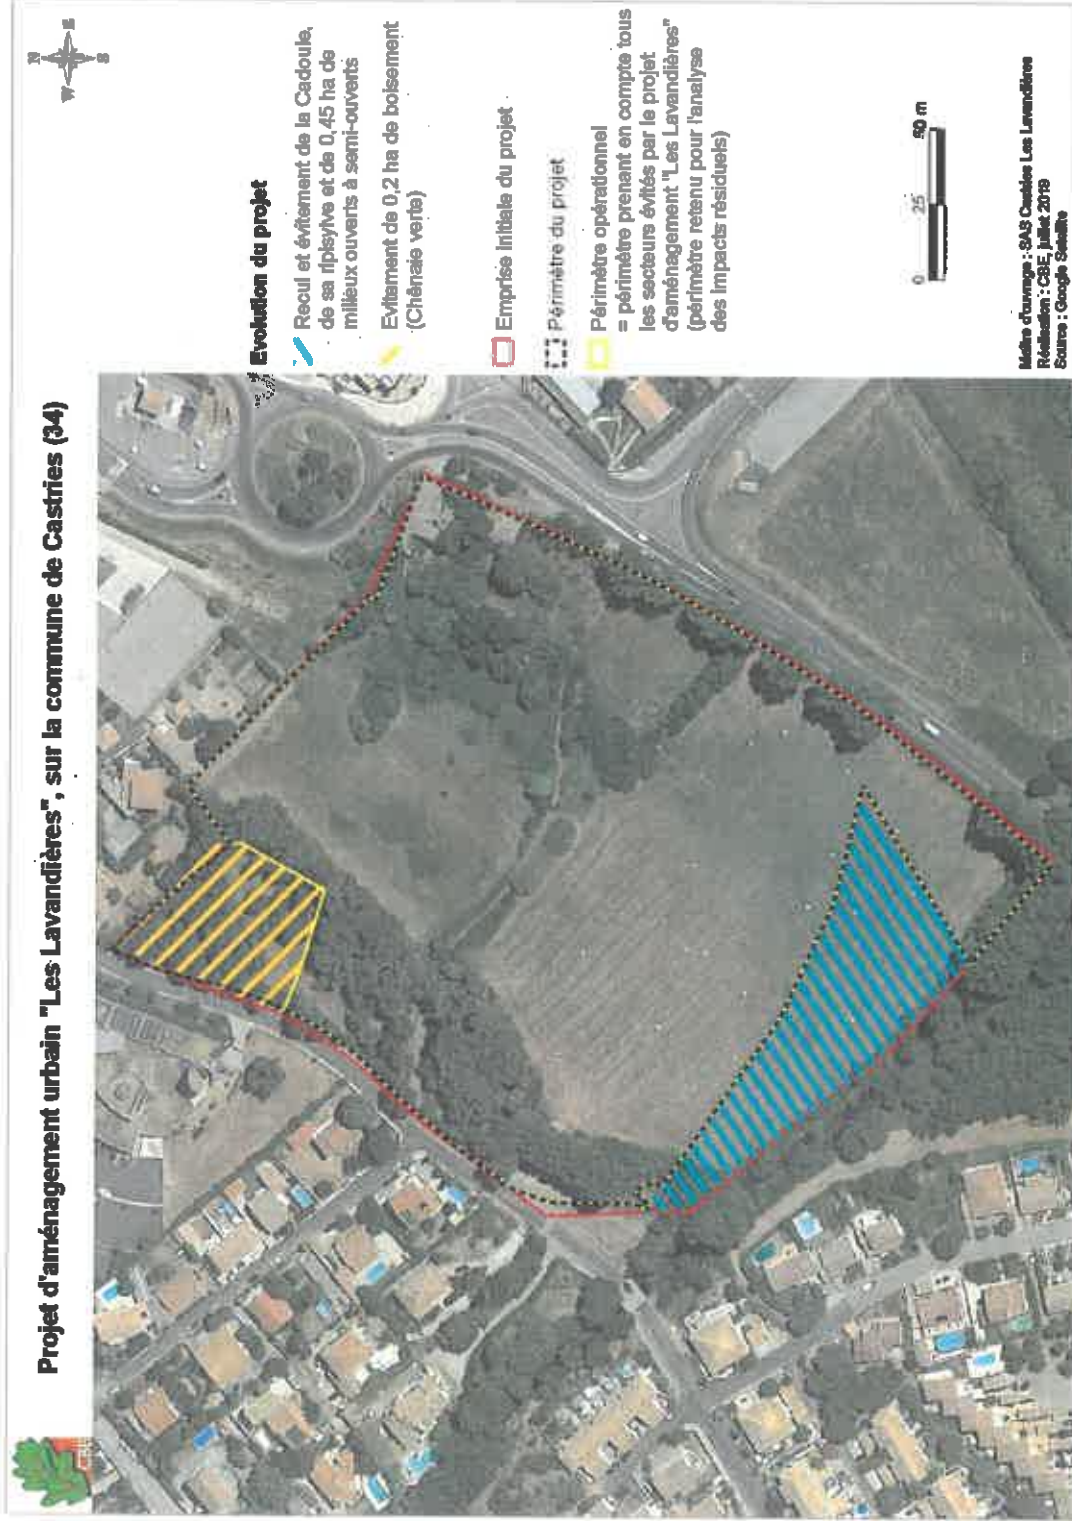 Projet d'aménagement urbain "Les Lavandières", sur la commune de Castries (34)
N
W
E
S
Evolution du projet
Recul et évitement de la Cadoule,
de sa ripisylve et de 0,45 ha de
milieux ouverts à semi-ouverts
Evitement de 0,2 ha de boisement
(Chênaie verte)
Emprise initiale du projet
Périmètre du projet
Périmètre opérationnel
= périmètre prenant en compte tous
les secteurs évités par le projet
d'aménagement "Les Lavandières"
(périmètre retenu pour l'analyse
des impacts résiduels)
0
25
50 m
Maître d'ouvrage : SAS Castries Les Lavandières
Réalisation : CBE, juillet 2019
Source : Google Satellite